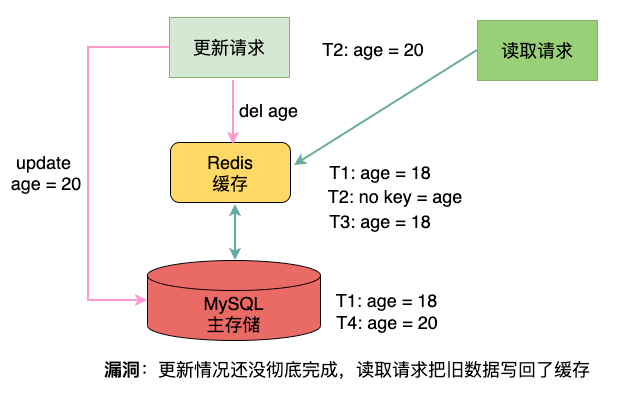 更新请求
T2: age = 20
读取请求
del age
update
age = 20
Redis
缓存
T1: age = 18
T2: no key = age
T3: age = 18
MySQL
主存储
T1: age = 18
T4: age = 20
漏洞：更新情况还没彻底完成，读取请求把旧数据写回了缓存